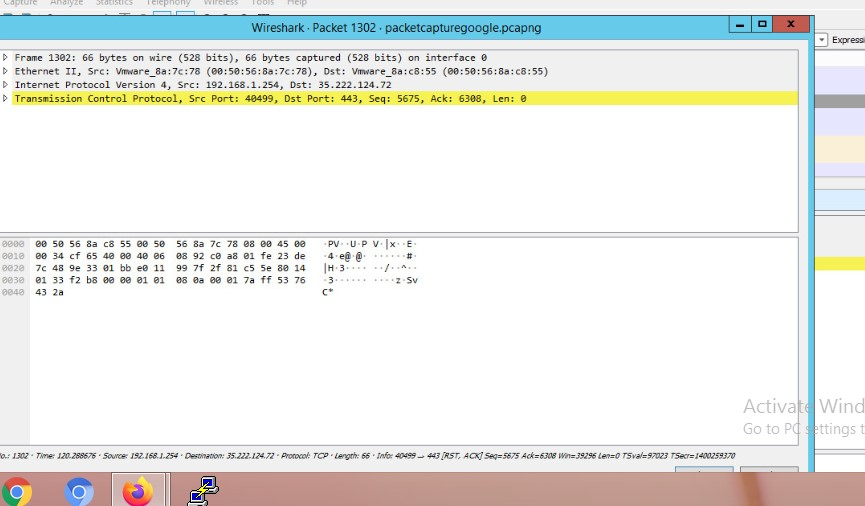 Capture Analyze Statistics Telephony Wireless Tools Help
Wireshark · Packet 1302 · packetcapturegoogle.pcapng
Expressi
Frame 1302: 66 bytes on wire (528 bits), 66 bytes captured (528 bits) on interface 0
Ethernet II, Src: Vmware_8a:7c:78 (00:50:56:8a:7c:78), Dst: Vmware_8a:c8:55 (00:50:56:8a:c8:55)
Internet Protocol Version 4, Src: 192.168.1.254, Dst: 35.222.124.72
Transmission Control Protocol, Src Port: 40499, Dst Port: 443, Seq: 5675, Ack: 6308, Len: 0
0000 00 50 56 8a c8 55 00 50 56 8a 7c 78 08 00 45 00 ·PV··U·P V·|x··E·
0010 00 34 cf 65 40 00 40 06 08 92 c0 a8 01 fe 23 de ·4·e@·@· ······#·
0020 7c 48 9e 33 01 bb e0 11 99 7f 2f 81 c5 5e 80 14 |H·3···· ··/··^··
0030 01 33 f2 b8 00 00 01 01 08 0a 00 01 7a ff 53 76 ·3······ ····z·Sv
0040 43 2a C*
Activate Wind
Go to PC settings t
o.: 1302 · Time: 120.288676 · Source: 192.168.1.254 · Destination: 35.222.124.72 · Protocol: TCP · Length: 66 · Info: 40499 → 443 [RST, ACK] Seq=5675 Ack=6308 Win=39296 Len=0 TSval=97023 TSecr=1400259370